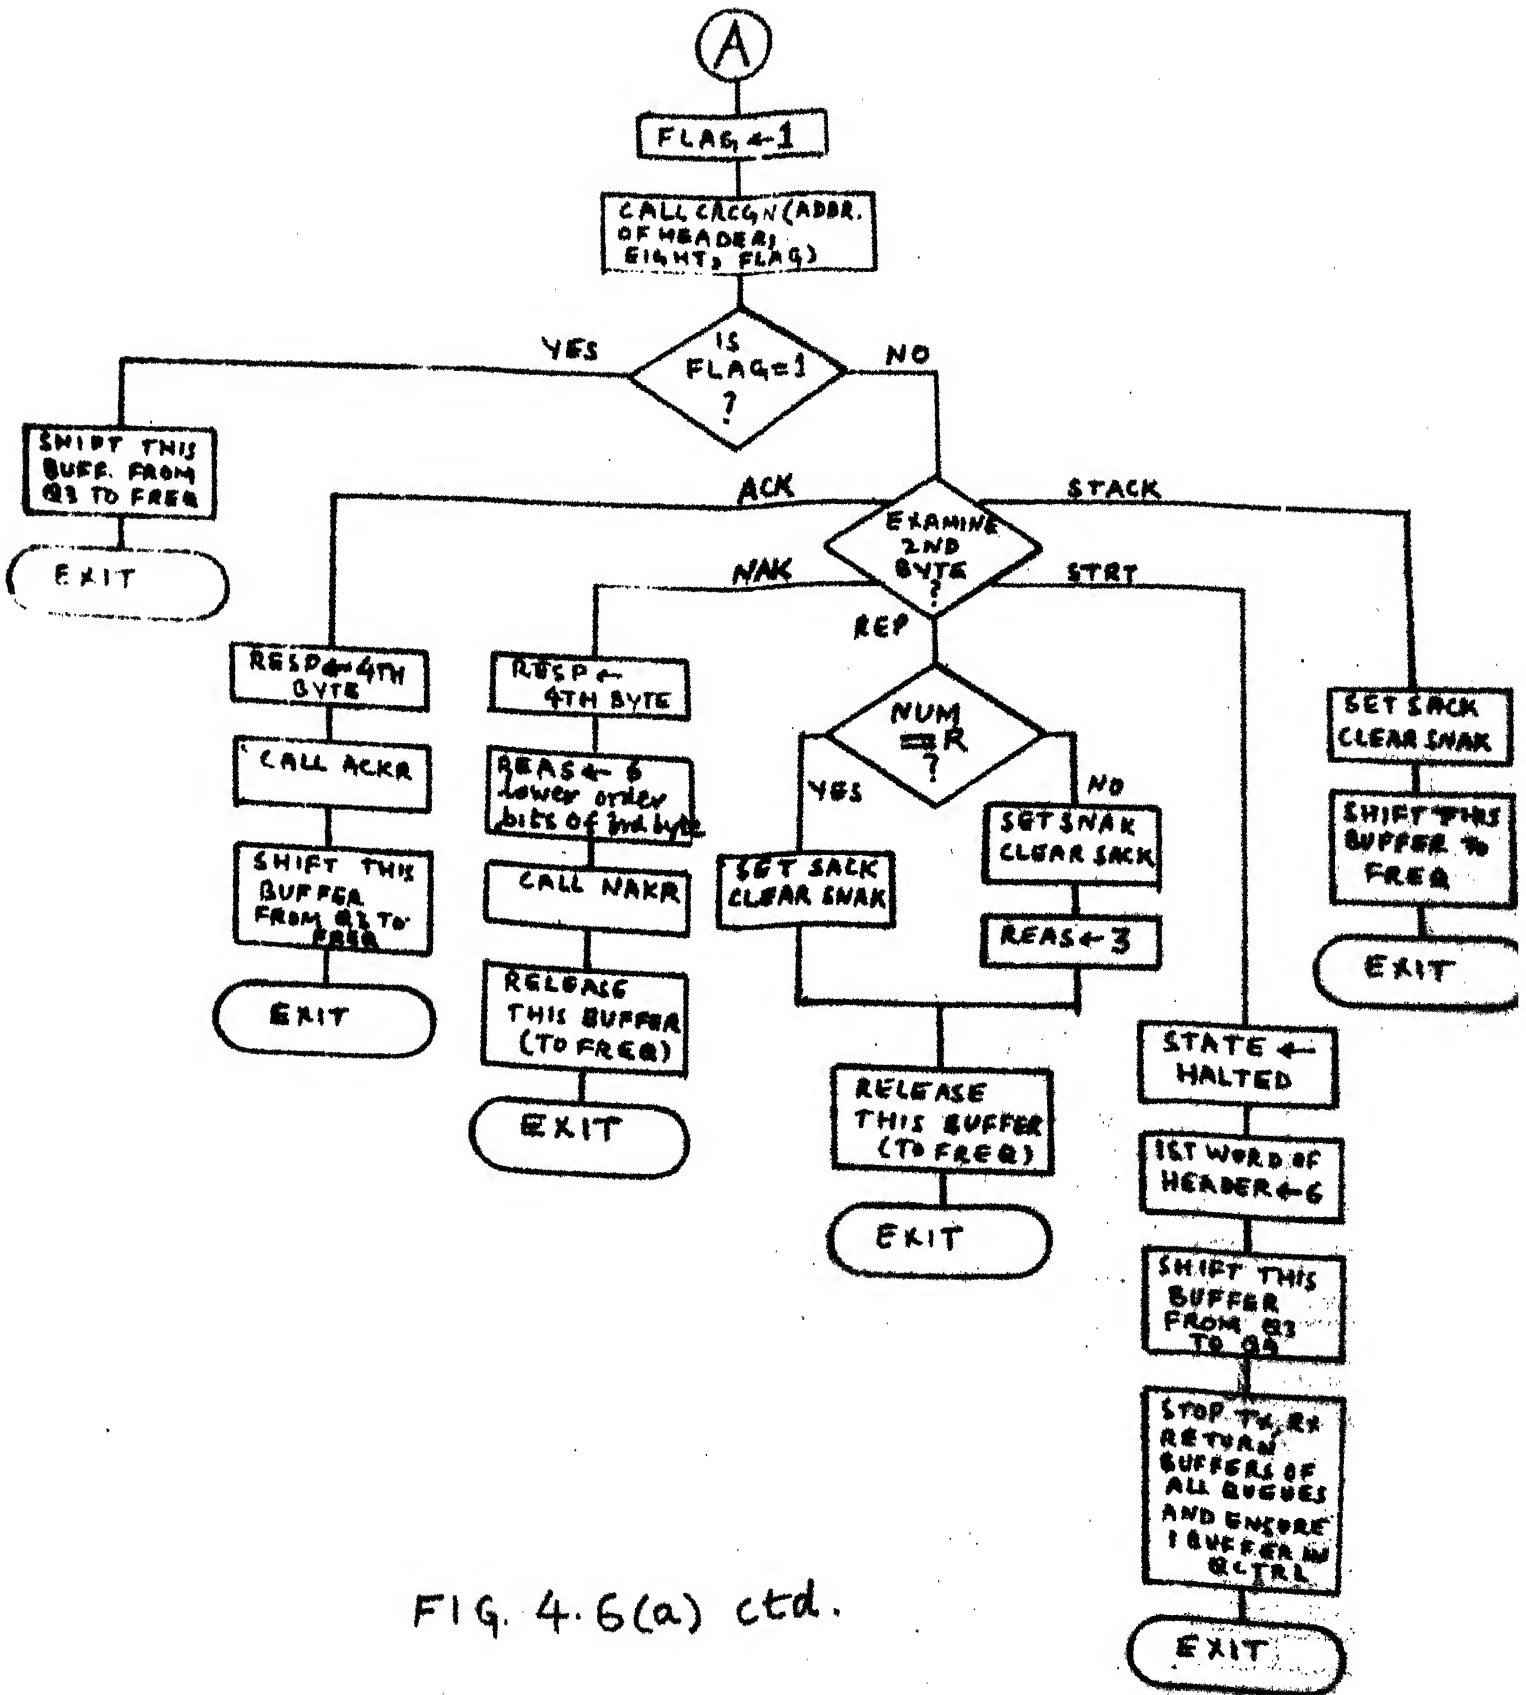 A
FLAG ← 1
CALL CRCGN (ADDR.
OF HEADER,
EIGHT, FLAG)
IS
FLAG = 1
?
YES
NO
SHIFT THIS
BUFF. FROM
Q3 TO FREQ
EXIT
EXAMINE
2ND
BYTE
?
ACK
NAK
REP
STRT
STACK
RESP ← 4TH
BYTE
CALL ACKR
SHIFT THIS
BUFFER
FROM Q3 TO
FREQ
EXIT
RESP ←
4TH BYTE
REAS ← 6
lower order
bits of 3rd byte
CALL NAKR
RELEASE
THIS BUFFER
(TO FREQ)
EXIT
NUM
= R
?
YES
NO
SET SACK
CLEAR SNAK
SET SNAK
CLEAR SACK
REAS ← 3
RELEASE
THIS BUFFER
(TO FREQ)
EXIT
STATE ←
HALTED
1ST WORD OF
HEADER ← 6
SHIFT THIS
BUFFER
FROM Q3
TO
STOP TX, RX
RETURN
BUFFERS OF
ALL QUEUES
AND ENSURE
1 BUFFER IN
QCTRL
EXIT
SET SACK
CLEAR SNAK
SHIFT THIS
BUFFER TO
FREQ
EXIT
FIG. 4.6(a) ctd.